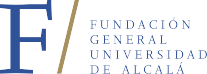 F/
FUNDACIÓN
GENERAL
UNIVERSIDAD
DE ALCALÁ